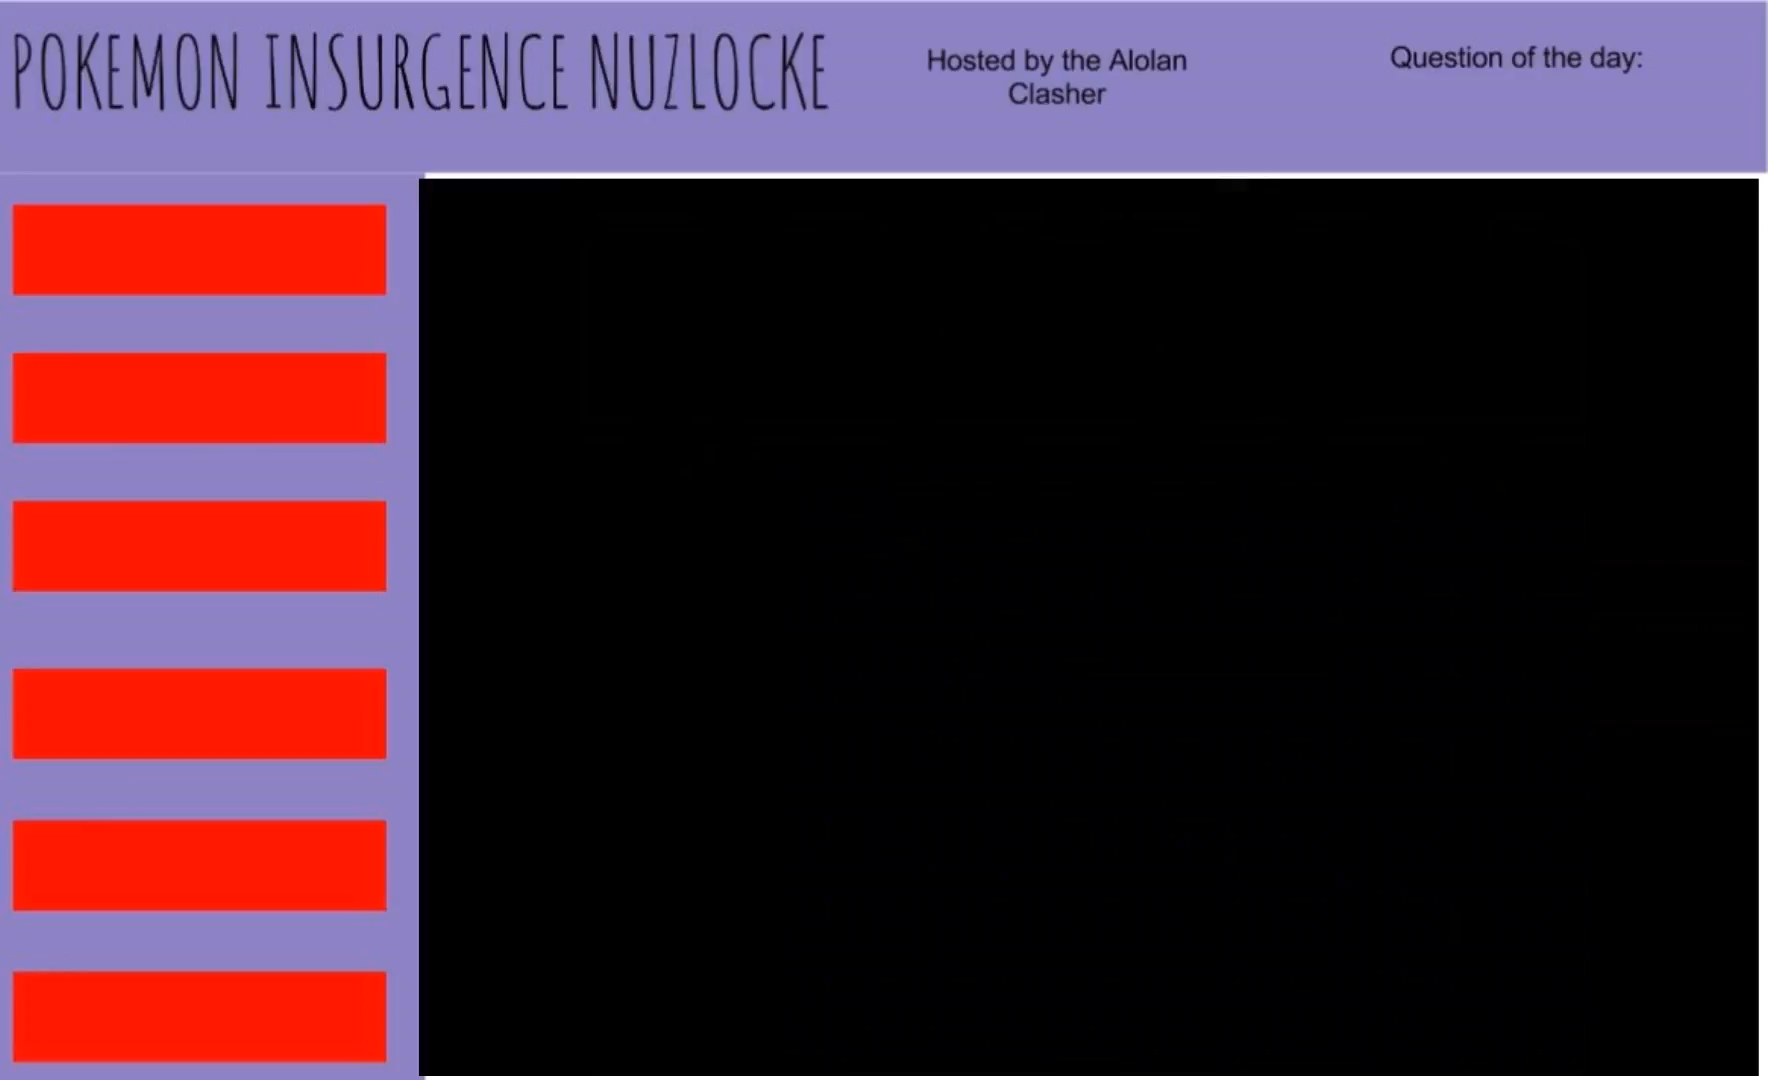 POKEMON INSURGENCE NUZLOCKE
Hosted by the Alolan
Clasher
Question of the day: